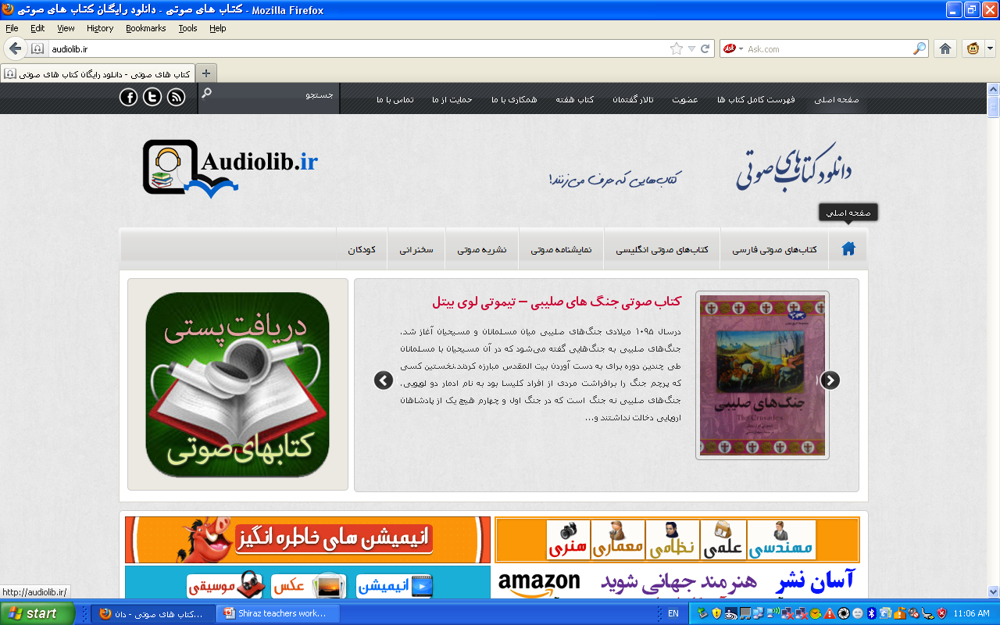 کتاب های صوتی - دانلود رایگان کتاب های صوتی - Mozilla Firefox
File Edit View History Bookmarks Tools Help
audiolib.ir
Ask Ask.com
کتاب های صوتی - دانلود رایگان کتاب های صوتی
صفحه اصلی فهرست کامل کتاب ها عضویت تالار گفتمان کتاب هفته همکاری با ما حمایت از ما تماس با ما
جستجو
دانلود کتاب‌های صوتی
کتاب‌هایی که حرف می‌زنند!
Audiolib.ir
صفحه اصلی
کتاب‌های صوتی فارسی کتاب‌های صوتی انگلیسی نمایشنامه صوتی نشریه صوتی سخنرانی کودکان
کتاب صوتی جنگ های صلیبی – تیموتی لوی بیتل
درسال ۱۰۹۵ میلادی جنگ‌های صلیبی میان مسلمانان و مسیحیان آغاز شد.
جنگ‌های صلیبی به جنگ‌هایی گفته می‌شود که در آن مسیحیان با مسلمانان
طی چندین دوره برای به دست آوردن بیت المقدس مبارزه کردند.نخستین کسی
که پرچم جنگ را برافراشت مردی از افراد کلیسا بود به نام ادمار دو لوپویی.
جنگ‌های صلیبی نه جنگ است که در جنگ اول و چهارم هیچ یک از پادشاهان
اروپایی دخالت نداشتند و...
جنگ‌های صلیبی
The Crusades
دریافت پستی
کتابهای صوتی
مهندسی علمی نظامی معماری هنری
انیمیشن های خاطره انگیز
آسان نشر هنرمند جهانی شوید amazon
انیمیشن عکس موسیقی
http://audiolib.ir/
start
کتاب های صوتی - دان...
Shiraz teachers work...
EN
11:06 AM